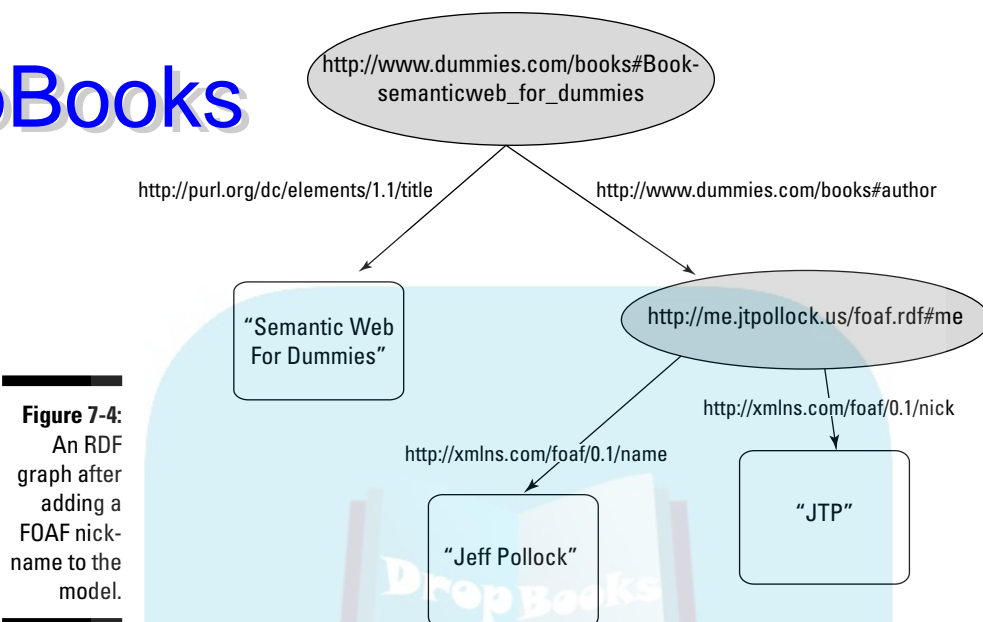 http://www.dummies.com/books#Book-
semanticweb_for_dummies
pBooks
http://purl.org/dc/elements/1.1/title
http://www.dummies.com/books#author
"Semantic Web
For Dummies"
http://me.jtpollock.us/foaf.rdf#me
http://xmlns.com/foaf/0.1/nick
http://xmlns.com/foaf/0.1/name
"JTP"
"Jeff Pollock"
Drop Books
Figure 7-4:
An RDF
graph after
adding a
FOAF nick-
name to the
model.